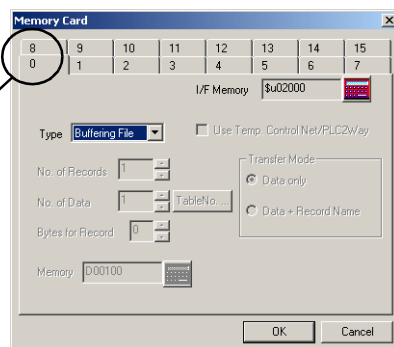 Memory Card
8 9 10 11 12 13 14 15
0 1 2 3 4 5 6 7
I/F Memory $u02000
Type Buffering File Use Temp. Control Net/PLC2Way
Transfer Mode
No. of Records 1
Data only
No. of Data 1 TableNo. ...
Data + Record Name
Bytes for Record 0
Memory D00100
OK Cancel